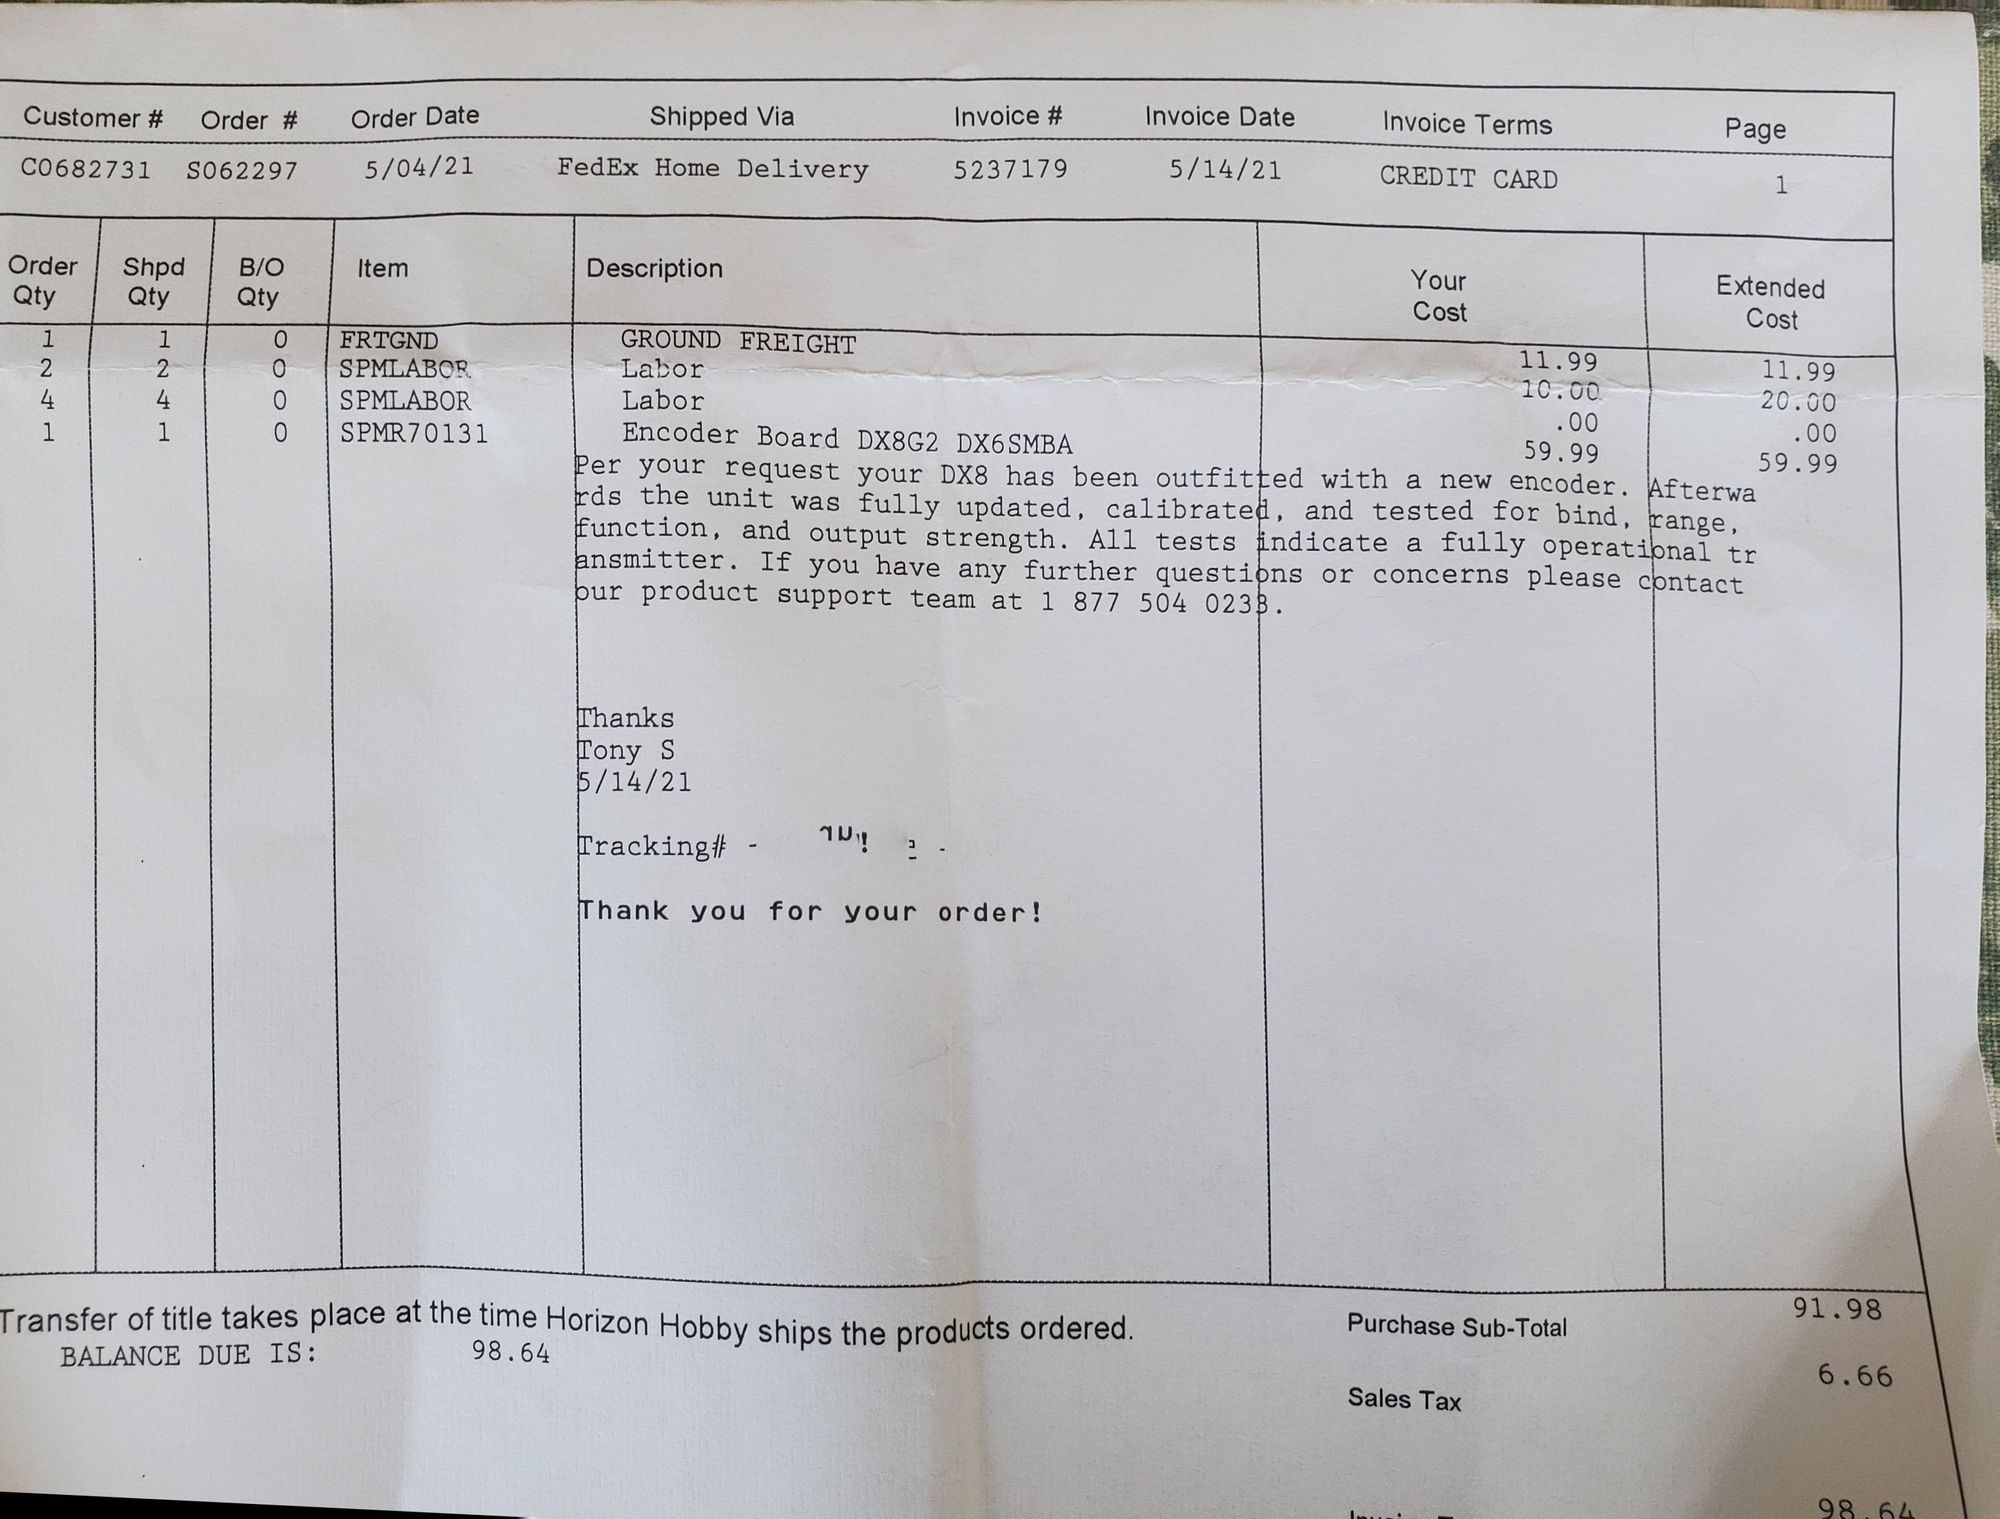 Customer # Order # Order Date Shipped Via Invoice # Invoice Date Invoice Terms Page
C0682731 S062297 5/04/21 FedEx Home Delivery 5237179 5/14/21 CREDIT CARD 1
Order Qty Shpd Qty B/O Qty Item Description Your Cost Extended Cost
1 1 0 FRTGND GROUND FREIGHT 11.99 11.99
2 2 0 SPMLABOR Labor 10.00 20.00
4 4 0 SPMLABOR Labor .00 .00
1 1 0 SPMR70131 Encoder Board DX8G2 DX6SMBA 59.99 59.99
Per your request your DX8 has been outfitted with a new encoder. Afterwa
rds the unit was fully updated, calibrated, and tested for bind, range,
function, and output strength. All tests indicate a fully operational tr
ansmitter. If you have any further questions or concerns please contact
our product support team at 1 877 504 0233.
Thanks
Tony S
5/14/21
Tracking# -
Thank you for your order!
Transfer of title takes place at the time Horizon Hobby ships the products ordered.
BALANCE DUE IS: 98.64
Purchase Sub-Total 91.98
Sales Tax 6.66
98.64